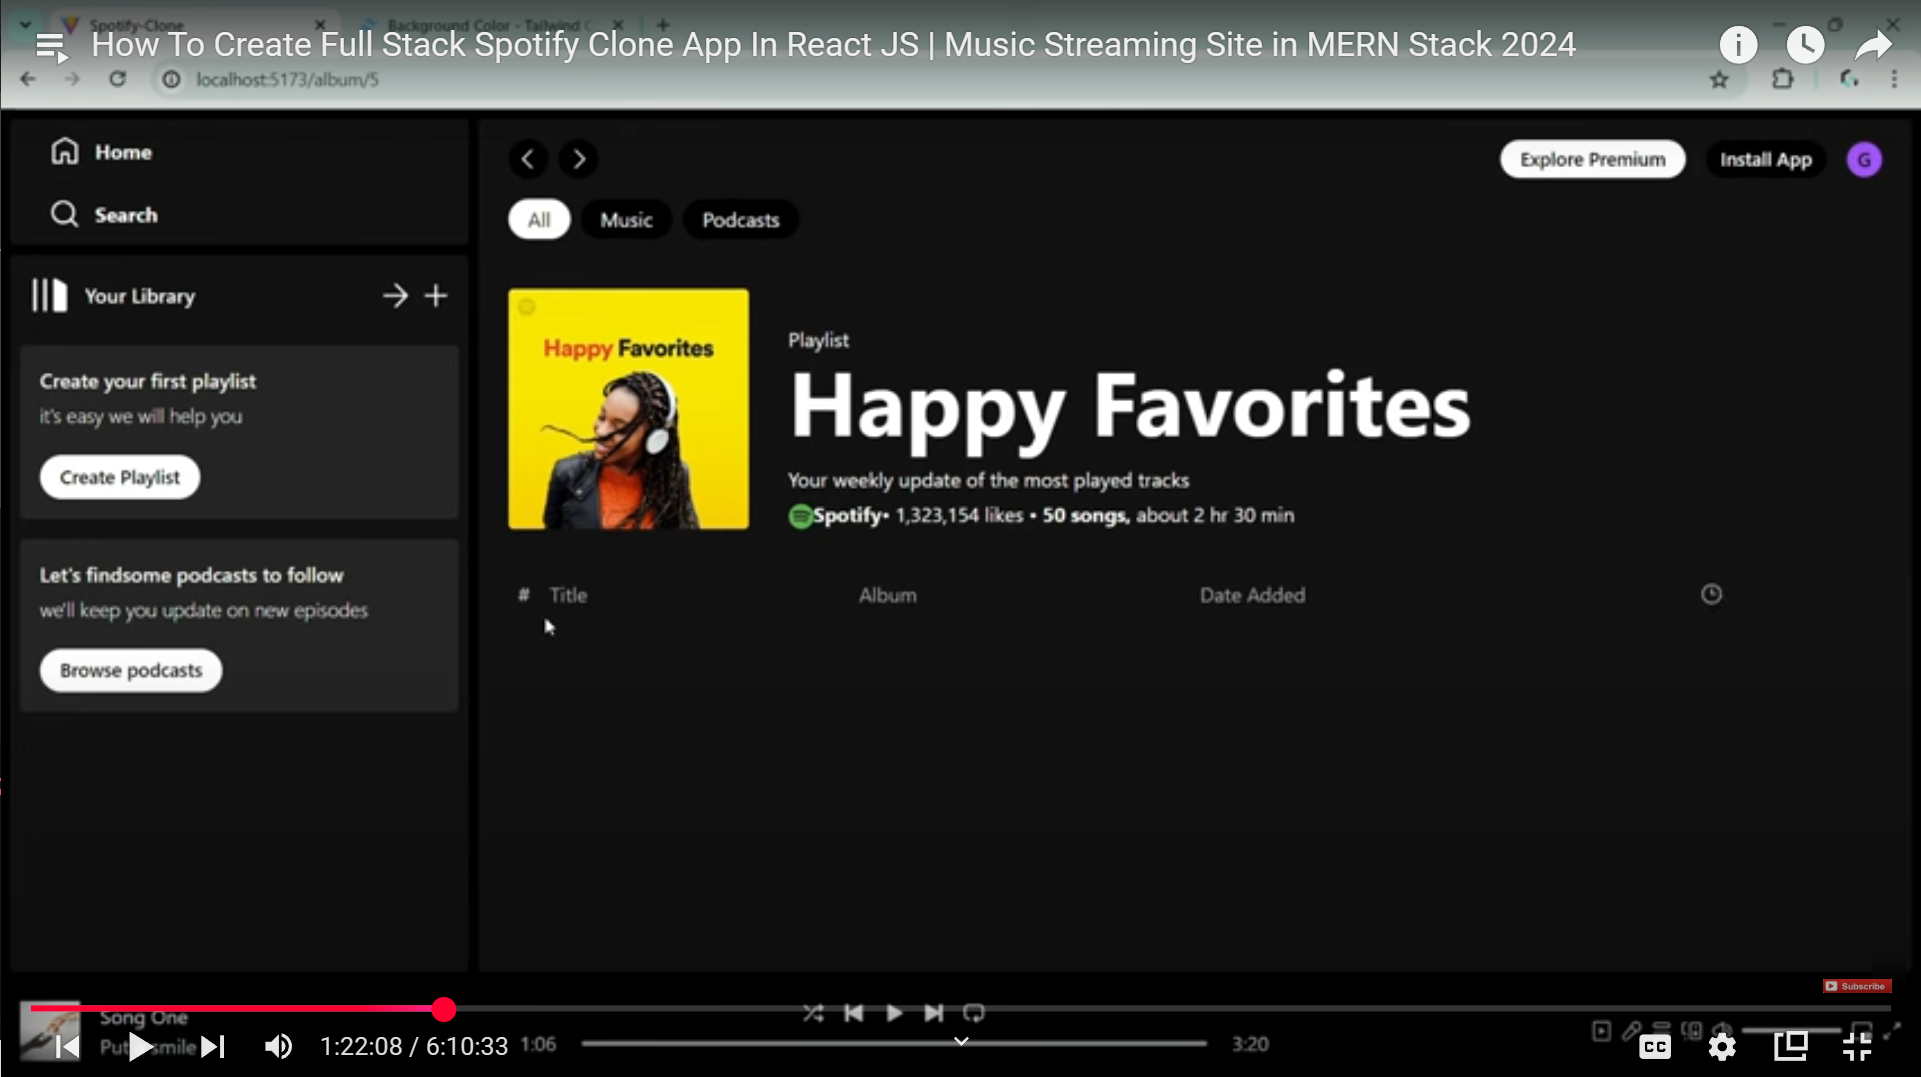 Spotify-Clone
Background Color - Tailwind C
How To Create Full Stack Spotify Clone App In React JS | Music Streaming Site in MERN Stack 2024
localhost:5173/album/5
Home
Search
Explore Premium
Install App
G
All
Music
Podcasts
Your Library
Create your first playlist
it's easy we will help you
Create Playlist
Let's findsome podcasts to follow
we'll keep you update on new episodes
Browse podcasts
Happy Favorites
Playlist
Happy Favorites
Your weekly update of the most played tracks
Spotify• 1,323,154 likes • 50 songs, about 2 hr 30 min
# Title Album Date Added
Subscribe
Song One
Put smile
1:22:08 / 6:10:33
1:06
3:20
CC